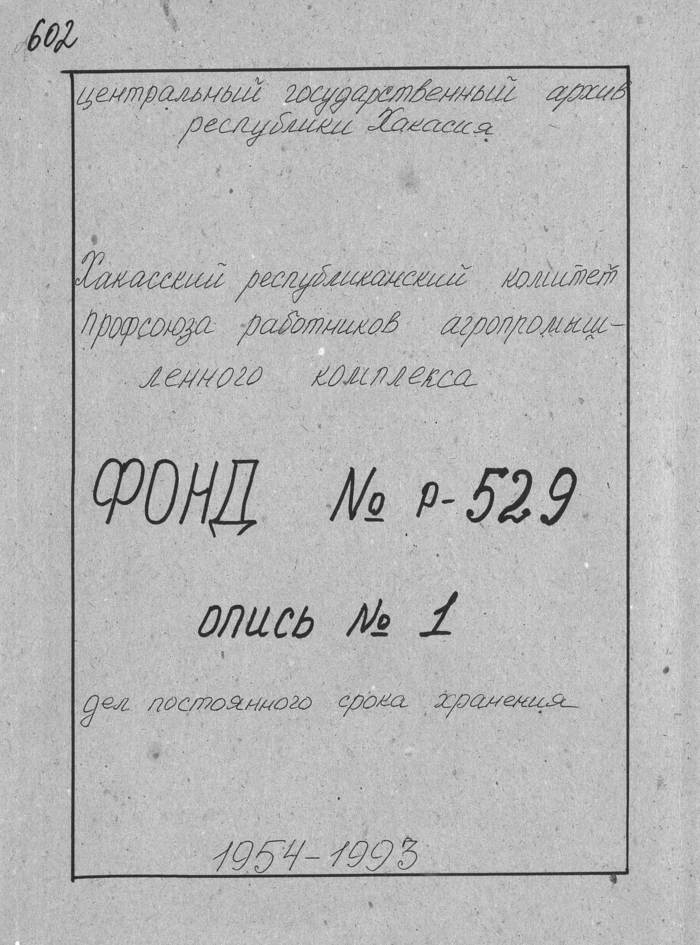 602
центральный государственный архив
республики Хакасия
Хакасский республиканский комитет
профсоюза работников агропромыш-
ленного комплекса
ФОНД № р-529
опись № 1
дел постоянного срока хранения
1954-1993